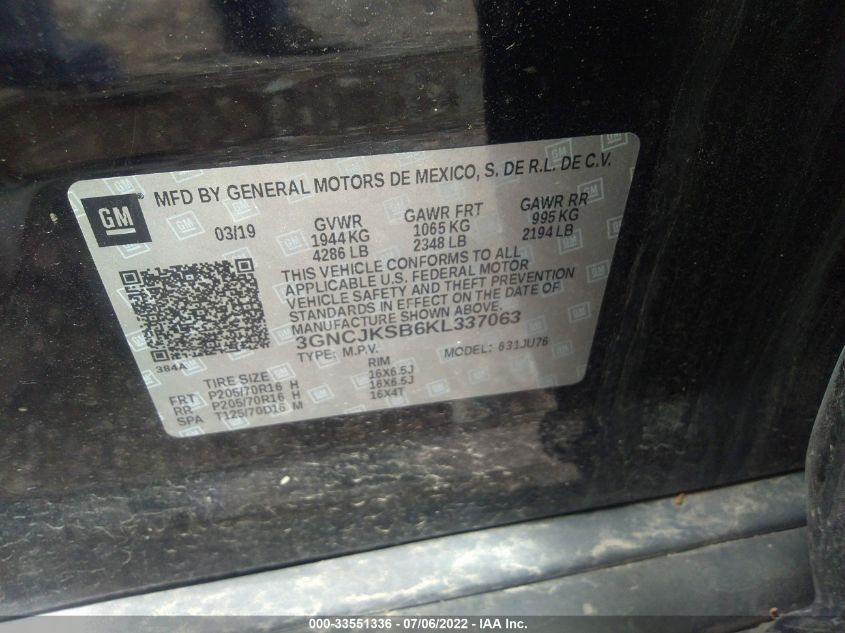 GM
® MFD BY GENERAL MOTORS DE MEXICO, S. DE R.L. DE C.V.
03/19 GVWR GAWR FRT GAWR RR
1944 KG 1065 KG 995 KG
4286 LB 2348 LB 2194 LB
THIS VEHICLE CONFORMS TO ALL
APPLICABLE U.S. FEDERAL MOTOR
VEHICLE SAFETY AND THEFT PREVENTION
STANDARDS IN EFFECT ON THE DATE OF
MANUFACTURE SHOWN ABOVE.
3GNCJKSB6KL337063
384A TYPE: M.P.V. MODEL: 631JU76
TIRE SIZE RIM
FRT P205/70R16 H 16X6.5J
RR P205/70R16 H 16X6.5J
SPA T125/70D16 M 16X4T
000-33551336 - 07/06/2022 - IAA Inc.